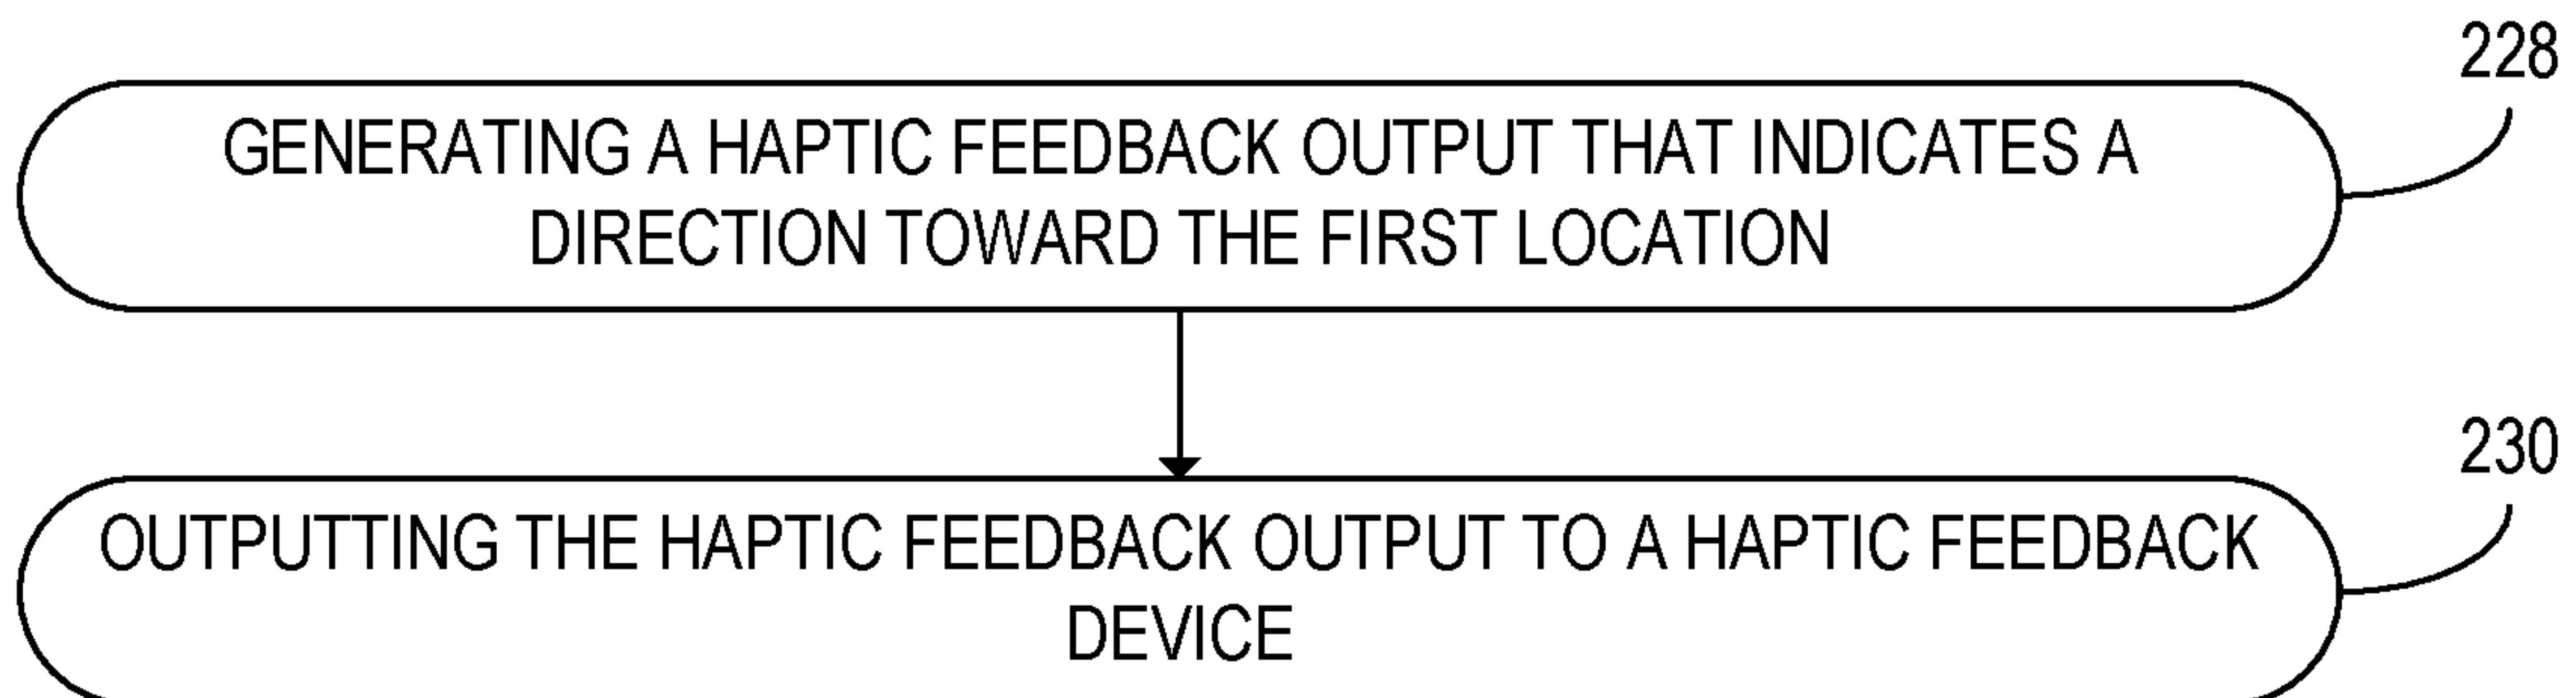 228
GENERATING A HAPTIC FEEDBACK OUTPUT THAT INDICATES A
DIRECTION TOWARD THE FIRST LOCATION
230
OUTPUTTING THE HAPTIC FEEDBACK OUTPUT TO A HAPTIC FEEDBACK
DEVICE